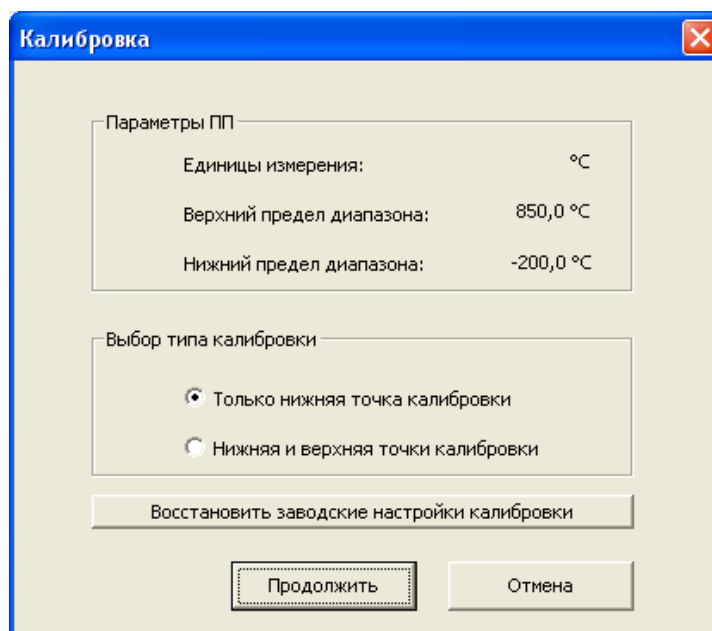 Калибровка
Параметры ПП
Единицы измерения: °C
Верхний предел диапазона: 850,0 °C
Нижний предел диапазона: -200,0 °C
Выбор типа калибровки
Только нижняя точка калибровки
Нижняя и верхняя точки калибровки
Восстановить заводские настройки калибровки
Продолжить Отмена